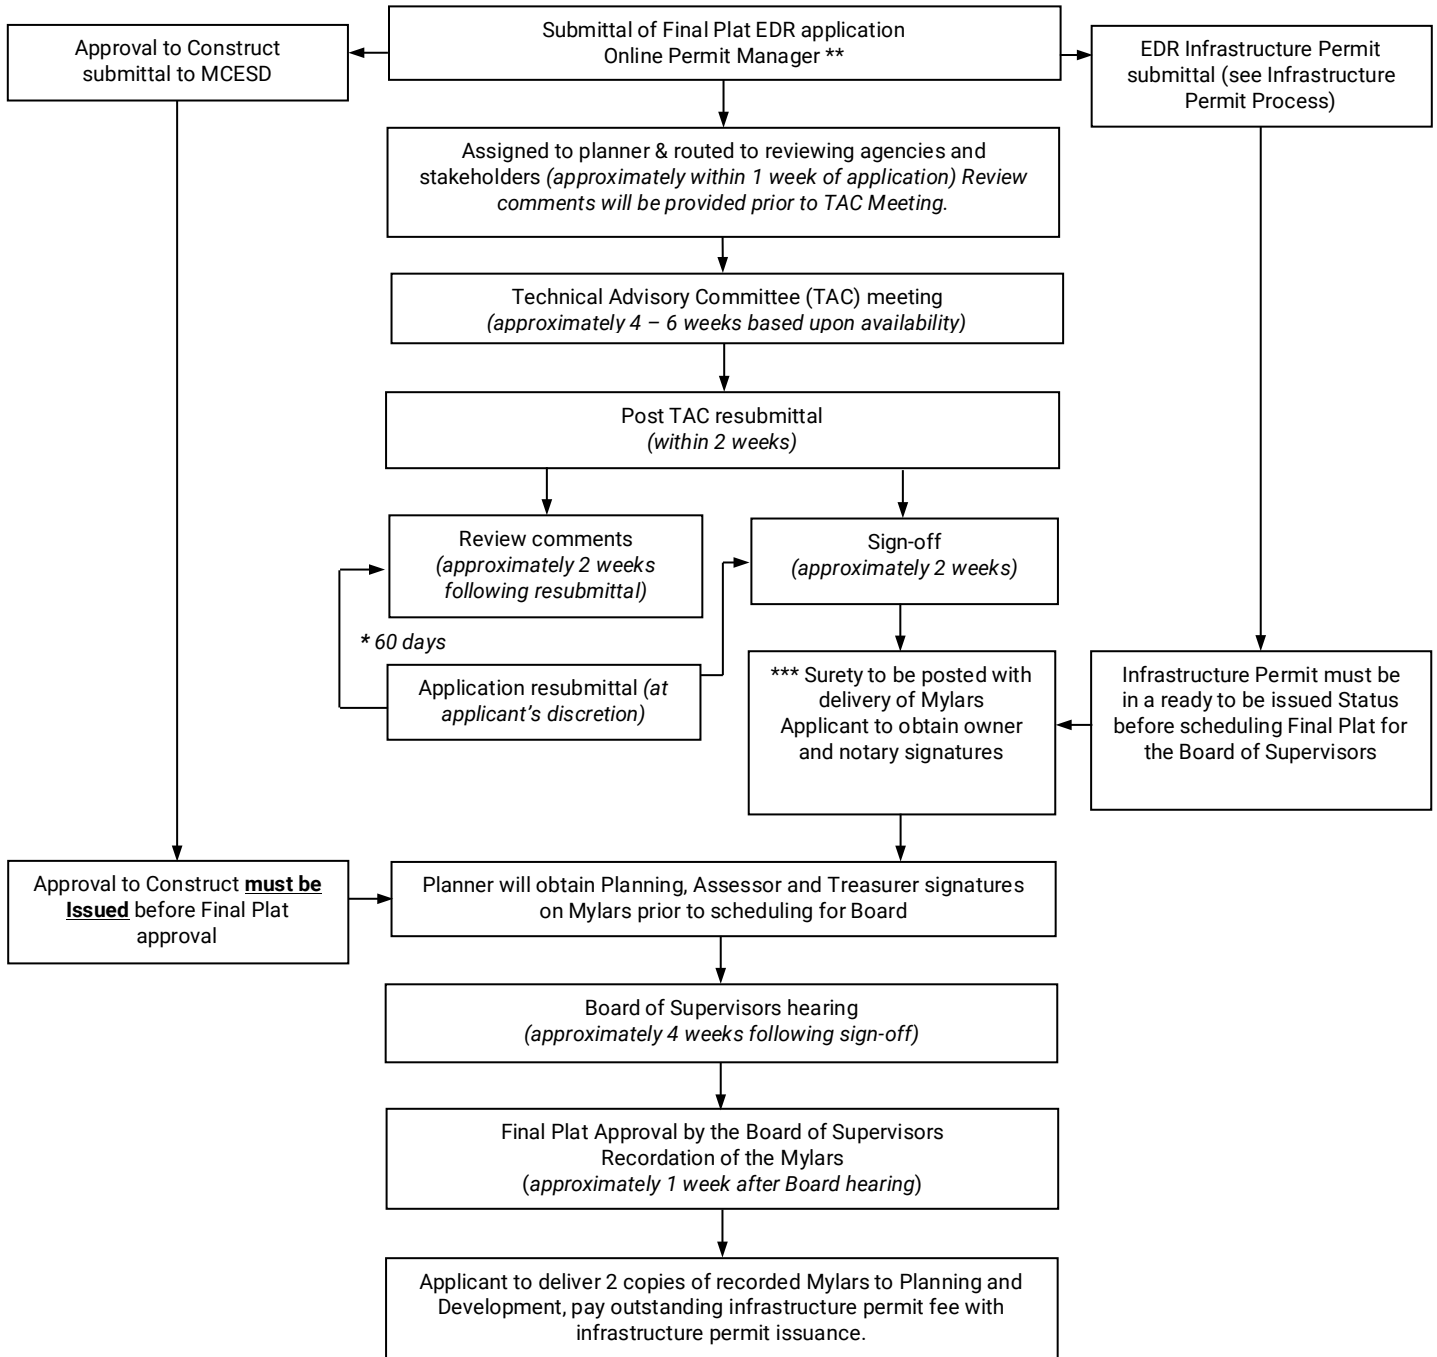 Submittal of Final Plat EDR application
Online Permit Manager **
Approval to Construct
submittal to MCESD
EDR Infrastructure Permit
submittal (see Infrastructure
Permit Process)
Assigned to planner & routed to reviewing agencies and
stakeholders (approximately within 1 week of application) Review
comments will be provided prior to TAC Meeting.
Technical Advisory Committee (TAC) meeting
(approximately 4 – 6 weeks based upon availability)
Post TAC resubmittal
(within 2 weeks)
Review comments
(approximately 2 weeks
following resubmittal)
Sign-off
(approximately 2 weeks)
* 60 days
Application resubmittal (at
applicant’s discretion)
*** Surety to be posted with
delivery of Mylars
Applicant to obtain owner
and notary signatures
Infrastructure Permit must be
in a ready to be issued Status
before scheduling Final Plat for
the Board of Supervisors
Approval to Construct must be
Issued before Final Plat
approval
Planner will obtain Planning, Assessor and Treasurer signatures
on Mylars prior to scheduling for Board
Board of Supervisors hearing
(approximately 4 weeks following sign-off)
Final Plat Approval by the Board of Supervisors
Recordation of the Mylars
(approximately 1 week after Board hearing)
Applicant to deliver 2 copies of recorded Mylars to Planning and
Development, pay outstanding infrastructure permit fee with
infrastructure permit issuance.